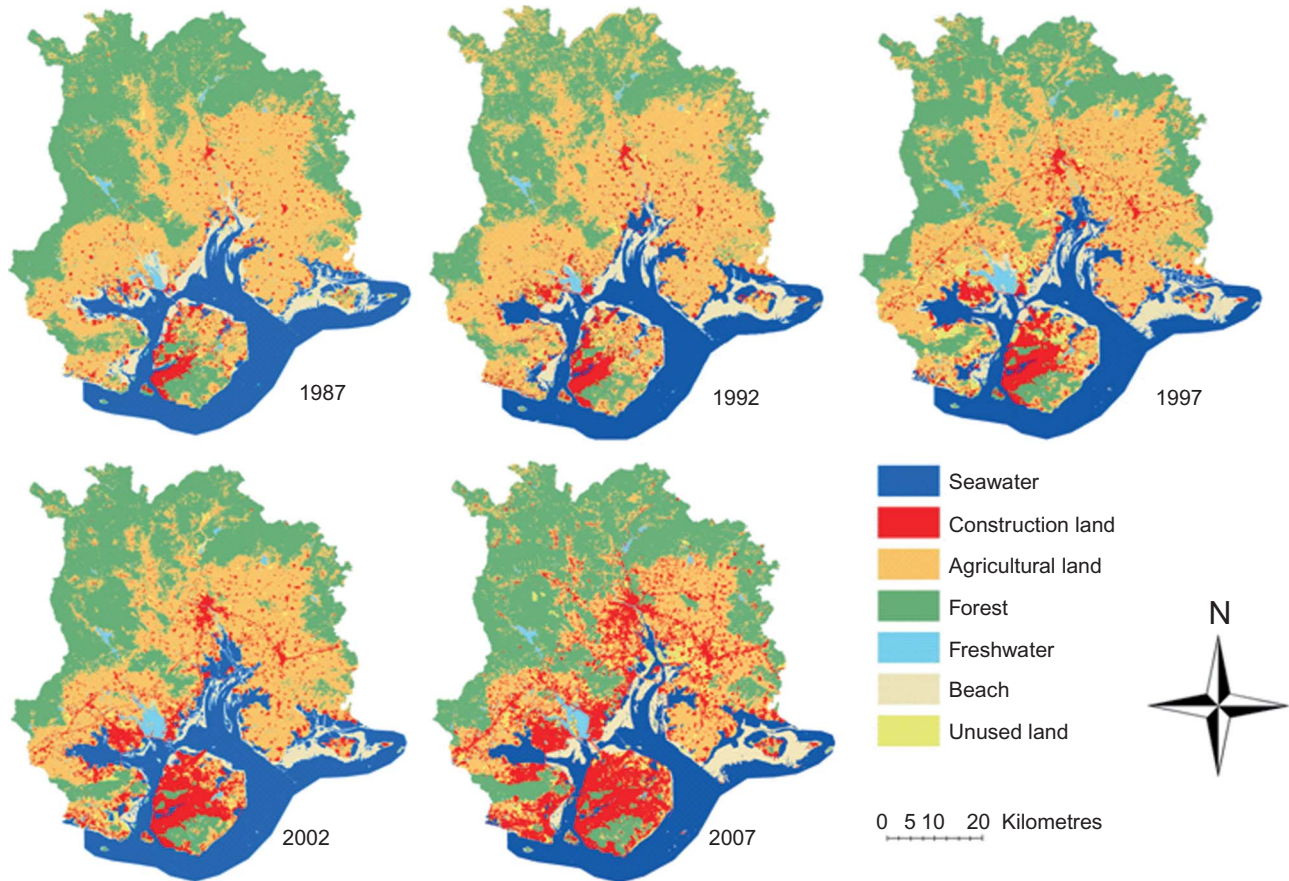 1987
1992
1997
2002
2007
Seawater
Construction land
Agricultural land
Forest
Freshwater
Beach
Unused land
N
0 5 10 20 Kilometres